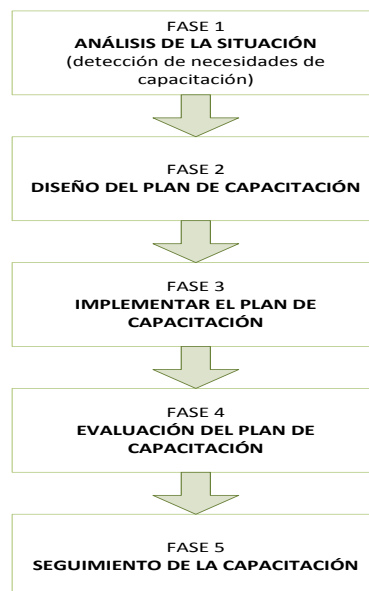 FASE 1
ANÁLISIS DE LA SITUACIÓN
(detección de necesidades de
capacitación)
FASE 2
DISEÑO DEL PLAN DE CAPACITACIÓN
FASE 3
IMPLEMENTAR EL PLAN DE
CAPACITACIÓN
FASE 4
EVALUACIÓN DEL PLAN DE
CAPACITACIÓN
FASE 5
SEGUIMIENTO DE LA CAPACITACIÓN